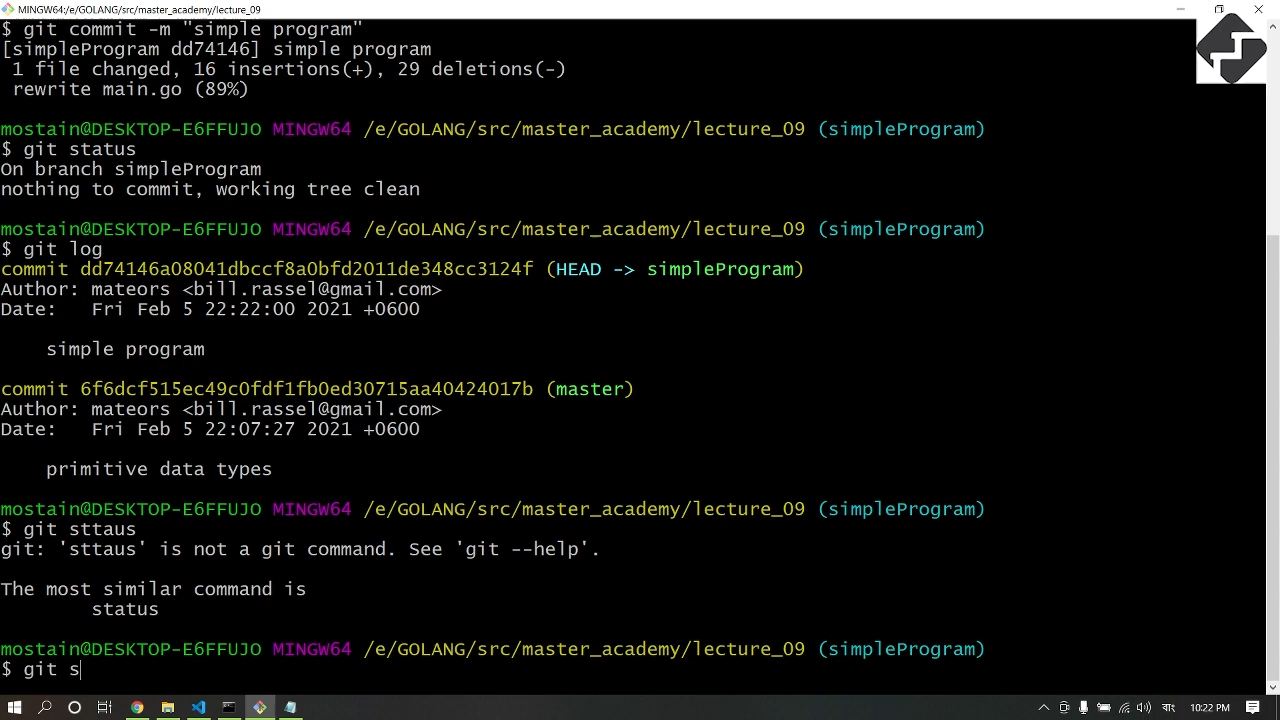 MINGW64:/e/GOLANG/src/master_academy/lecture_09
$ git commit -m "simple program"
[simpleProgram dd74146] simple program
 1 file changed, 16 insertions(+), 29 deletions(-)
 rewrite main.go (89%)
mostain@DESKTOP-E6FFUJO MINGW64 /e/GOLANG/src/master_academy/lecture_09 (simpleProgram)
$ git status
On branch simpleProgram
nothing to commit, working tree clean
mostain@DESKTOP-E6FFUJO MINGW64 /e/GOLANG/src/master_academy/lecture_09 (simpleProgram)
$ git log
commit dd74146a08041dbccf8a0bfd2011de348cc3124f (HEAD -> simpleProgram)
Author: mateors <bill.rassel@gmail.com>
Date:   Fri Feb 5 22:22:00 2021 +0600
    simple program
commit 6f6dcf515ec49c0fdf1fb0ed30715aa40424017b (master)
Author: mateors <bill.rassel@gmail.com>
Date:   Fri Feb 5 22:07:27 2021 +0600
    primitive data types
mostain@DESKTOP-E6FFUJO MINGW64 /e/GOLANG/src/master_academy/lecture_09 (simpleProgram)
$ git sttaus
git: 'sttaus' is not a git command. See 'git --help'.
The most similar command is
        status
mostain@DESKTOP-E6FFUJO MINGW64 /e/GOLANG/src/master_academy/lecture_09 (simpleProgram)
$ git s
10:22 PM